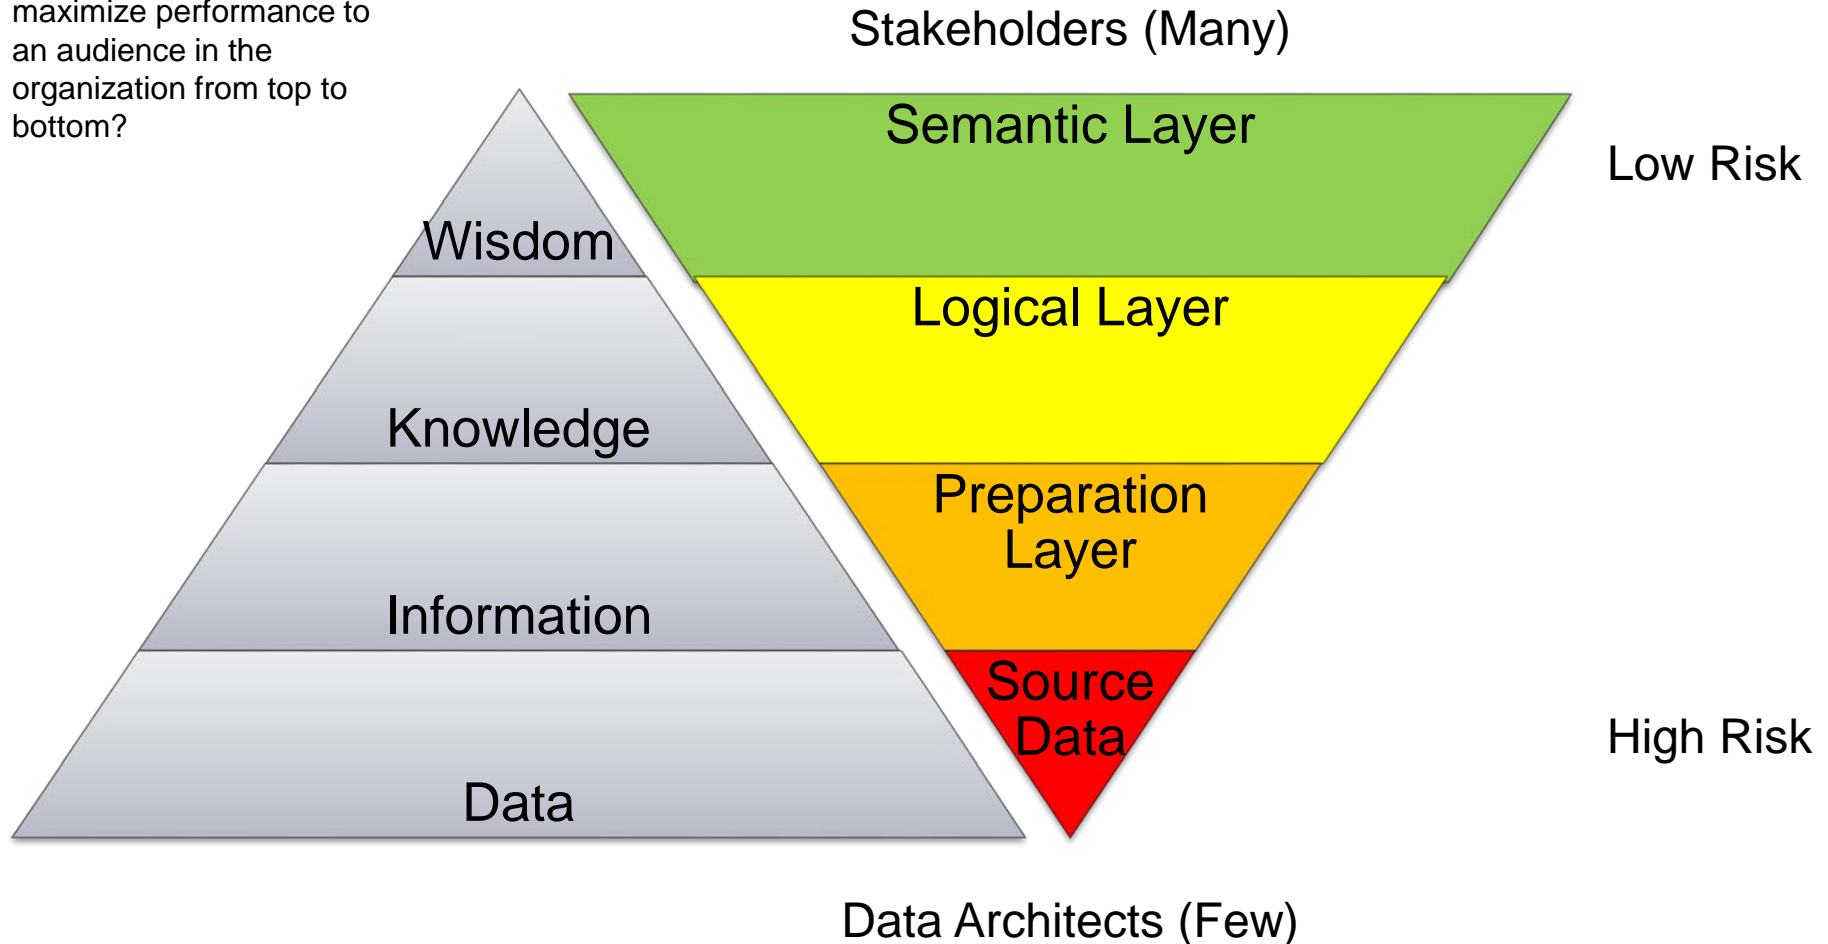 maximize performance to
an audience in the
organization from top to
bottom?
Stakeholders (Many)
Semantic Layer
Low Risk
Wisdom
Logical Layer
Knowledge
Preparation
Layer
Information
Source
Data
High Risk
Data
Data Architects (Few)